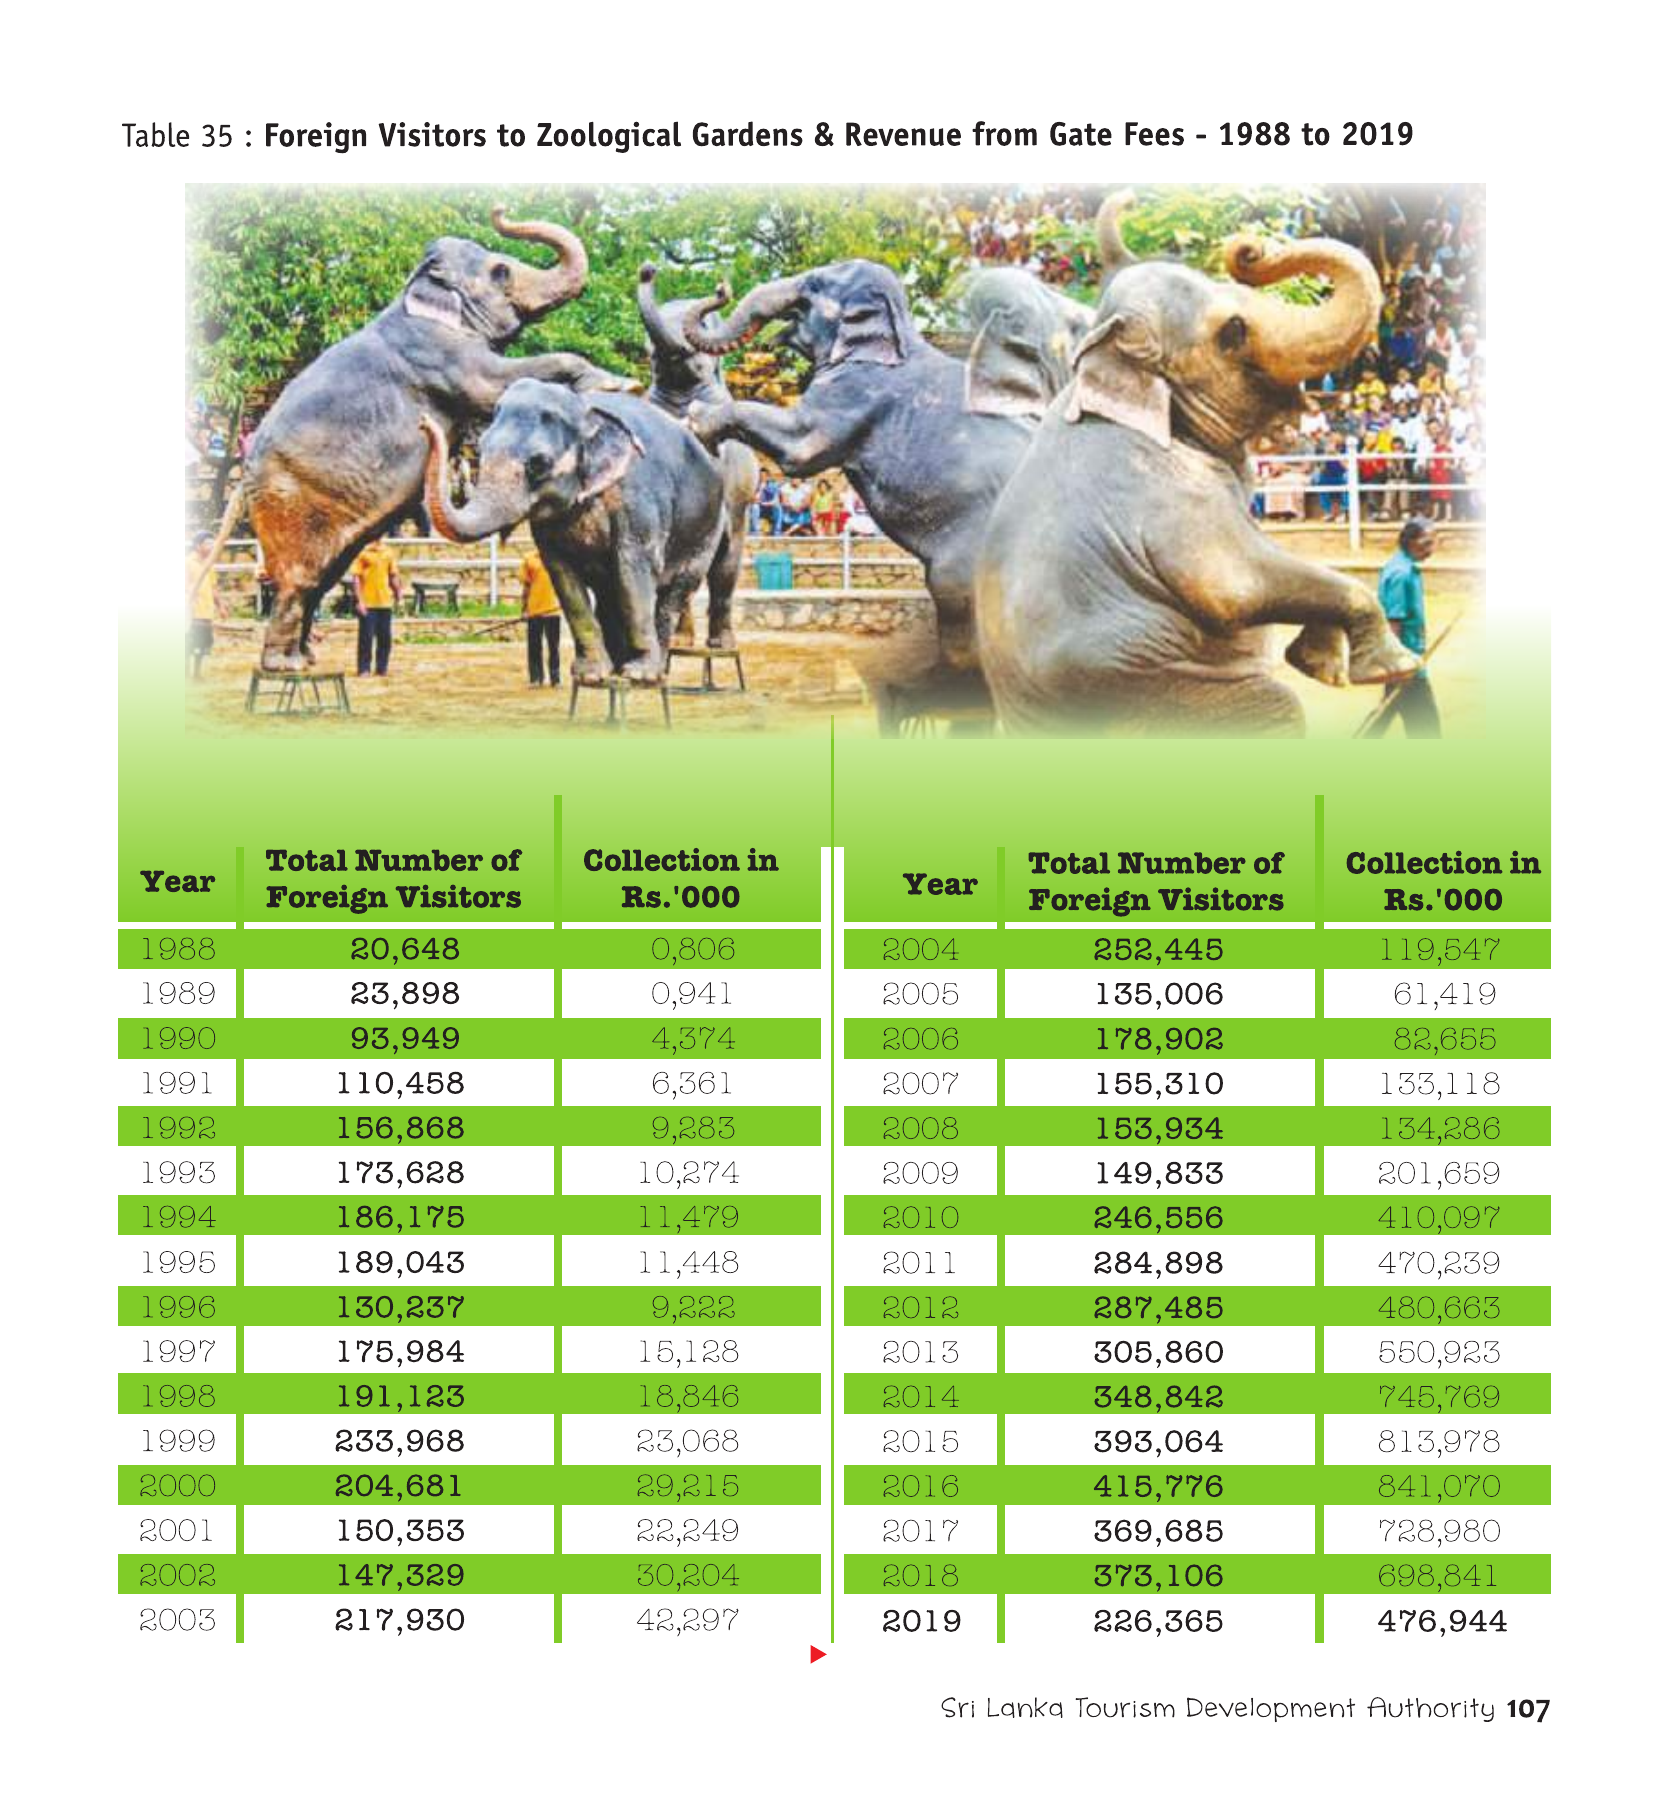 Table 35 : Foreign Visitors to Zoological Gardens & Revenue from Gate Fees - 1988 to 2019
Year Total Number of Foreign Visitors Collection in Rs.'000
1988 20,648 0,806
1989 23,898 0,941
1990 93,949 4,374
1991 110,458 6,361
1992 156,868 9,283
1993 173,628 10,274
1994 186,175 11,479
1995 189,043 11,448
1996 130,237 9,222
1997 175,984 15,128
1998 191,123 18,846
1999 233,968 23,068
2000 204,681 29,215
2001 150,353 22,249
2002 147,329 30,204
2003 217,930 42,297
Year Total Number of Foreign Visitors Collection in Rs.'000
2004 252,445 119,547
2005 135,006 61,419
2006 178,902 82,655
2007 155,310 133,118
2008 153,934 134,286
2009 149,833 201,659
2010 246,556 410,097
2011 284,898 470,239
2012 287,485 480,663
2013 305,860 550,923
2014 348,842 745,769
2015 393,064 813,978
2016 415,776 841,070
2017 369,685 728,980
2018 373,106 698,841
2019 226,365 476,944
Sri Lanka Tourism Development Authority 107